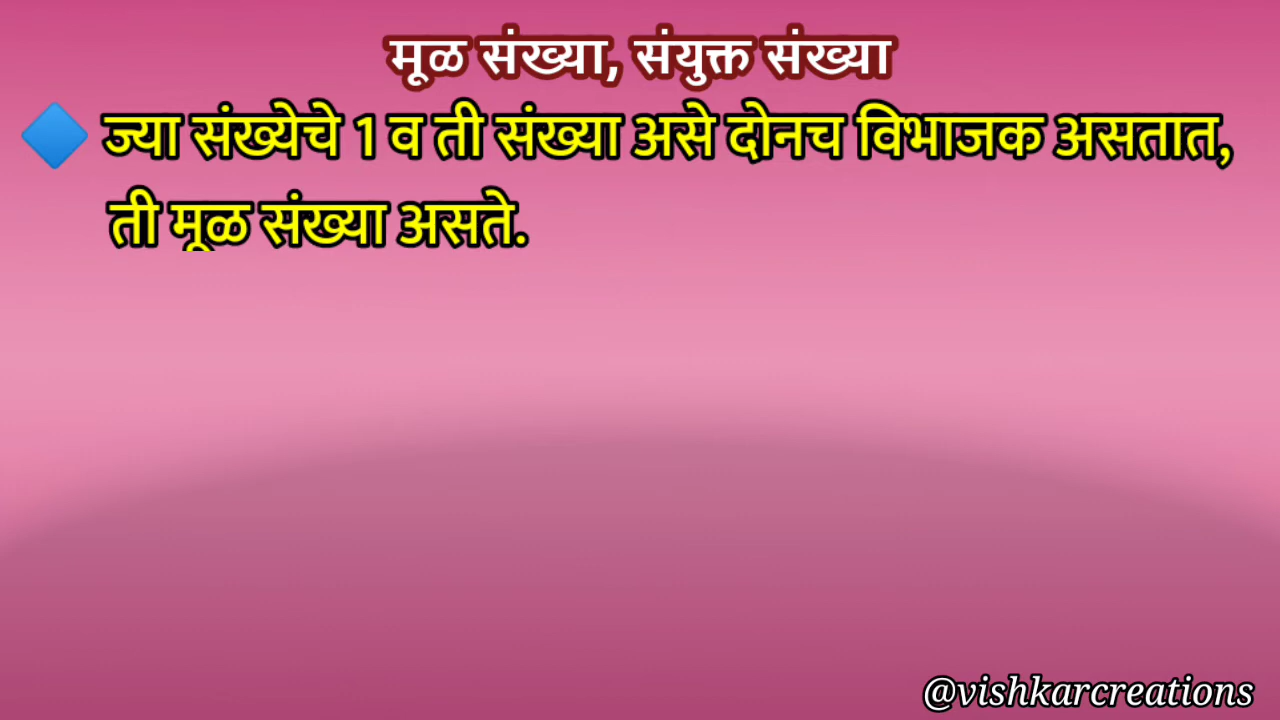 मूळ संख्या, संयुक्त संख्या
ज्या संख्येचे 1 व ती संख्या असे दोनच विभाजक असतात,
ती मूळ संख्या असते.
@vishkarcreations